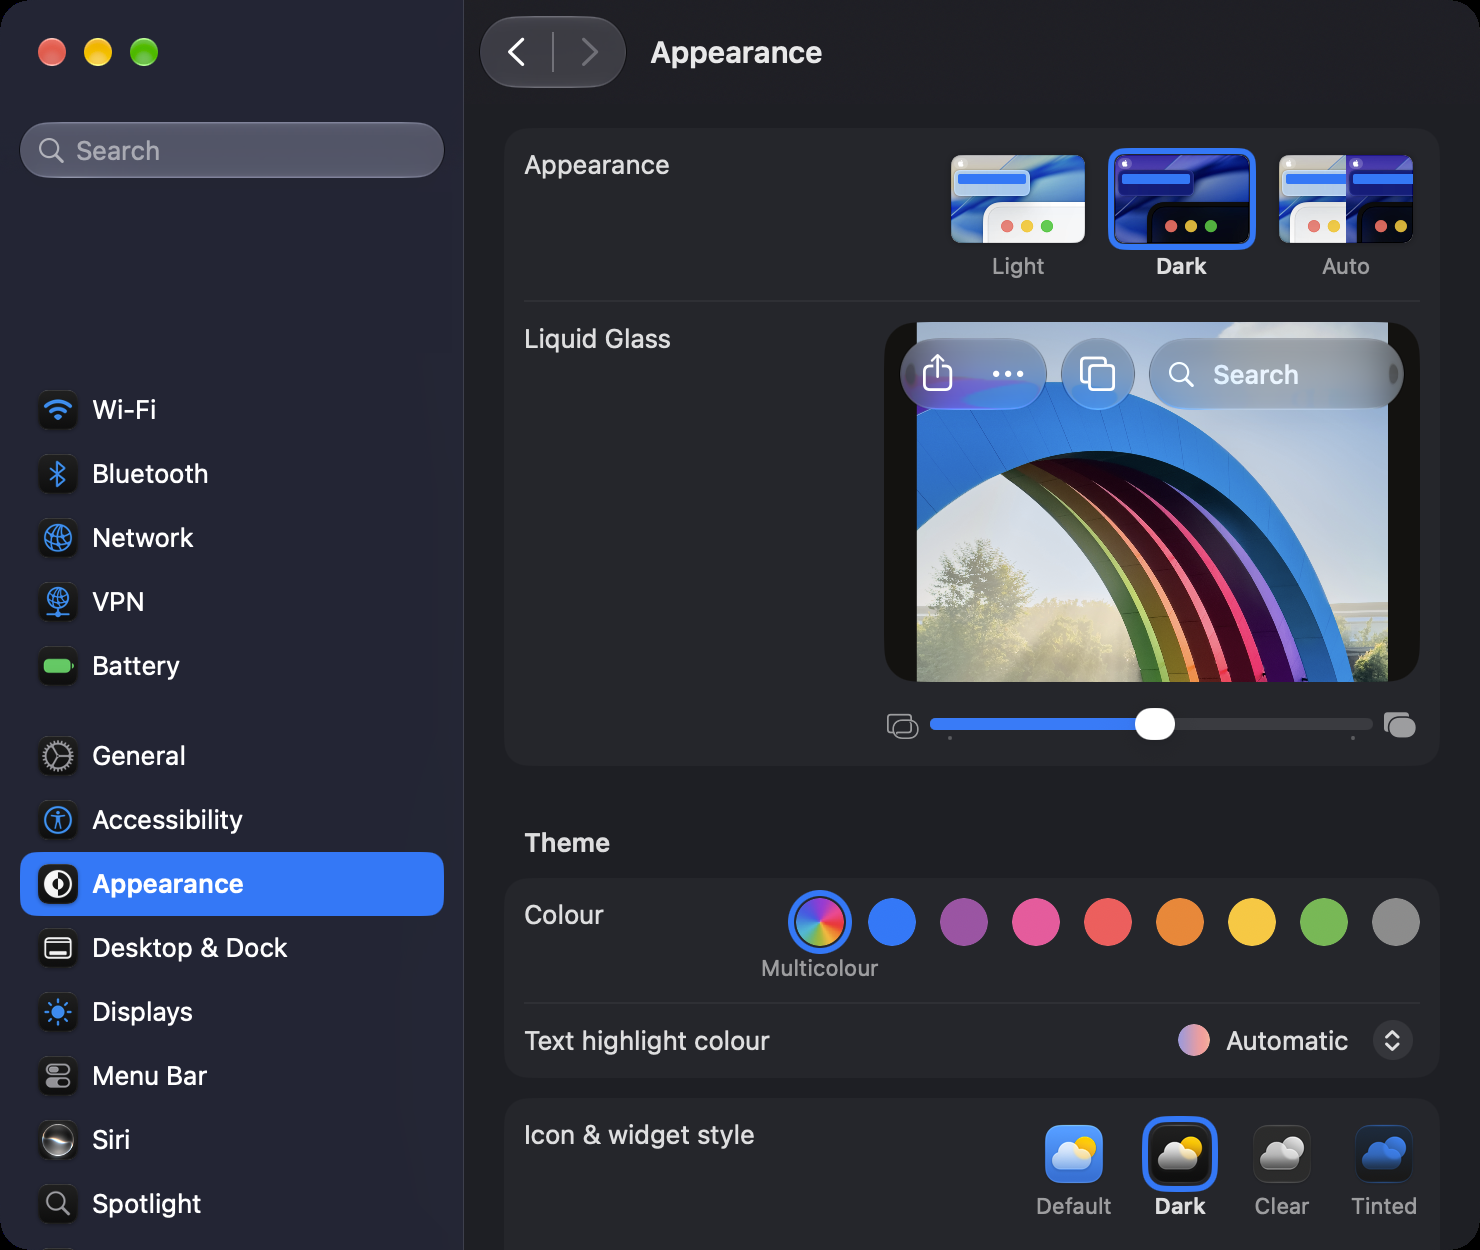 Search
Wi-Fi
Bluetooth
Network
VPN
Battery
General
Accessibility
Appearance
Desktop & Dock
Displays
Menu Bar
Siri
Spotlight
Appearance
Appearance
Light
Dark
Auto
Liquid Glass
Search
Theme
Colour
Multicolour
Text highlight colour
Automatic
Icon & widget style
Default
Dark
Clear
Tinted